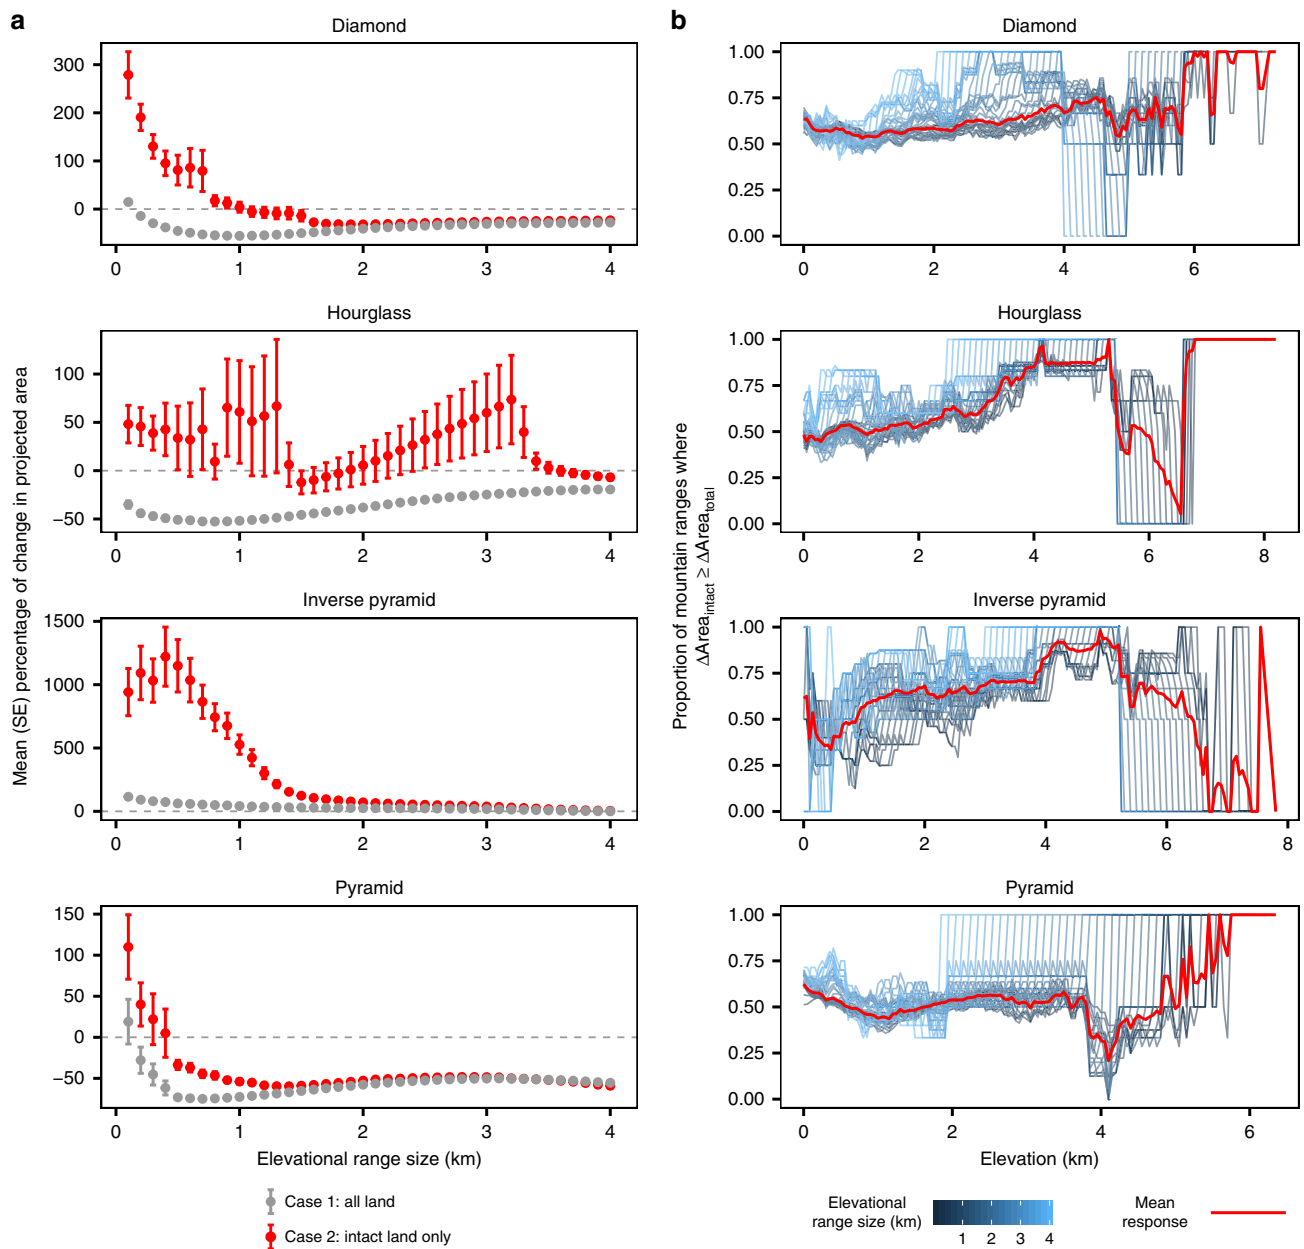 a
Mean (SE) percentage of change in projected area
Diamond
300
200
100
0
0 1 2 3 4
Hourglass
100
50
0
−50
0 1 2 3 4
Inverse pyramid
1500
1000
500
0
0 1 2 3 4
Pyramid
150
100
50
0
−50
0 1 2 3 4
Elevational range size (km)
Case 1: all land
Case 2: intact land only
b
Proportion of mountain ranges where
ΔArea_intact ≥ ΔArea_total
Diamond
1.00
0.75
0.50
0.25
0.00
0 2 4 6
Hourglass
1.00
0.75
0.50
0.25
0.00
0 2 4 6 8
Inverse pyramid
1.00
0.75
0.50
0.25
0.00
0 2 4 6 8
Pyramid
1.00
0.75
0.50
0.25
0.00
0 2 4 6
Elevation (km)
Elevational
range size (km)
1 2 3 4
Mean
response